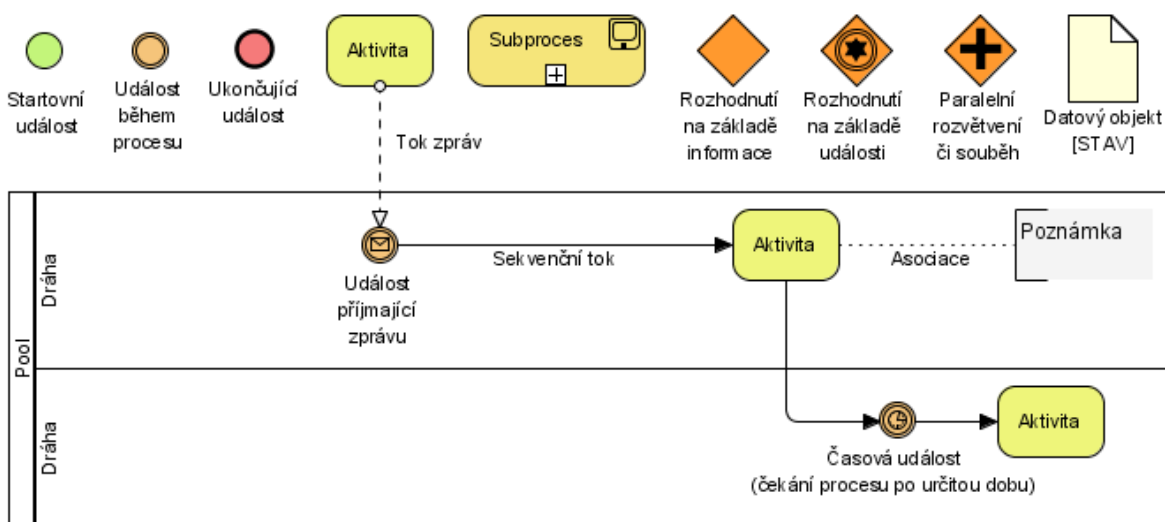 Startovní
událost
Událost
během
procesu
Ukončující
událost
Aktivita
Tok zpráv
Subproces
Rozhodnutí
na základě
informace
Rozhodnutí
na základě
události
Paralelní
rozvětvení
či souběh
Datový objekt
[STAV]
Pool
Dráha
Událost
příjmající
zprávu
Sekvenční tok
Aktivita
Asociace
Poznámka
Dráha
Časová událost
(čekání procesu po určitou dobu)
Aktivita